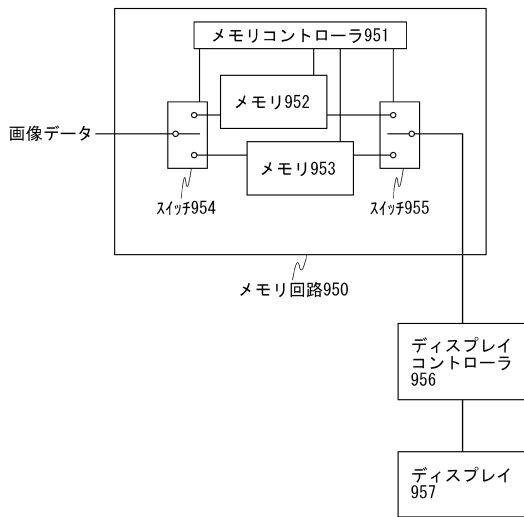 メモリコントローラ951
メモリ952
画像データ
メモリ953
スイッチ954
スイッチ955
メモリ回路950
ディスプレイ
コントローラ
956
ディスプレイ
957